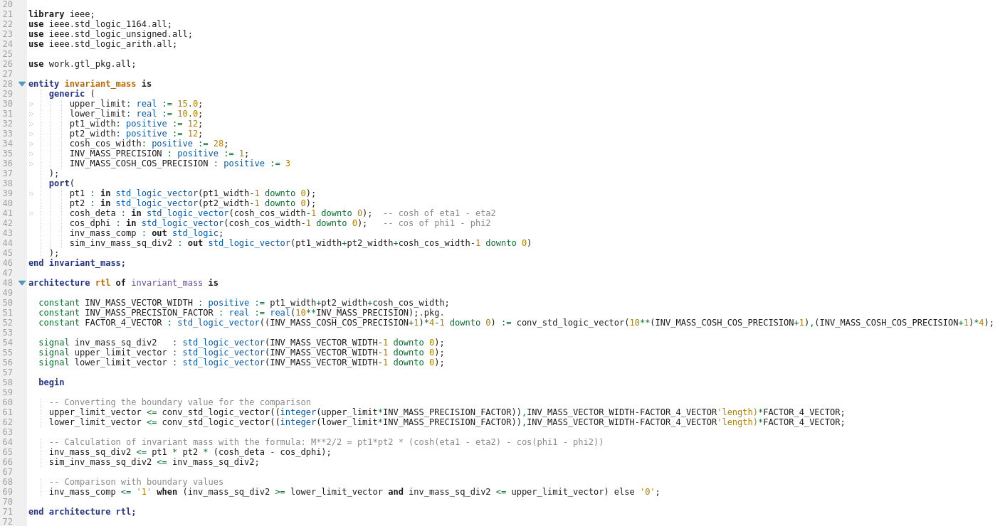 20
21 library ieee;
22 use ieee.std_logic_1164.all;
23 use ieee.std_logic_unsigned.all;
24 use ieee.std_logic_arith.all;
25
26 use work.gtl_pkg.all;
27
28 entity invariant_mass is
29     generic (
30 »       upper_limit: real := 15.0;
31 »       lower_limit: real := 10.0;
32 »       pt1_width: positive := 12;
33 »       pt2_width: positive := 12;
34 »       cosh_cos_width: positive := 28;
35 »       INV_MASS_PRECISION : positive := 1;
36 »       INV_MASS_COSH_COS_PRECISION : positive := 3
37     );
38     port(
39 »       pt1 : in std_logic_vector(pt1_width-1 downto 0);
40         pt2 : in std_logic_vector(pt2_width-1 downto 0);
41 »       cosh_deta : in std_logic_vector(cosh_cos_width-1 downto 0);  -- cosh of eta1 - eta2
42         cos_dphi : in std_logic_vector(cosh_cos_width-1 downto 0);   -- cos of phi1 - phi2
43         inv_mass_comp : out std_logic;
44         sim_inv_mass_sq_div2 : out std_logic_vector(pt1_width+pt2_width+cosh_cos_width-1 downto 0)
45     );
46 end invariant_mass;
47
48 architecture rtl of invariant_mass is
49
50   constant INV_MASS_VECTOR_WIDTH : positive := pt1_width+pt2_width+cosh_cos_width;
51   constant INV_MASS_PRECISION_FACTOR : real := real(10**INV_MASS_PRECISION);.pkg.
52   constant FACTOR_4_VECTOR : std_logic_vector((INV_MASS_COSH_COS_PRECISION+1)*4-1 downto 0) := conv_std_logic_vector(10**(INV_MASS_COSH_COS_PRECISION+1),(INV_MASS_COSH_COS_PRECISION+1)*4);
53
54   signal inv_mass_sq_div2   : std_logic_vector(INV_MASS_VECTOR_WIDTH-1 downto 0);
55   signal upper_limit_vector : std_logic_vector(INV_MASS_VECTOR_WIDTH-1 downto 0);
56   signal lower_limit_vector : std_logic_vector(INV_MASS_VECTOR_WIDTH-1 downto 0);
57
58   begin
59
60     -- Converting the boundary value for the comparison
61     upper_limit_vector <= conv_std_logic_vector((integer(upper_limit*INV_MASS_PRECISION_FACTOR)),INV_MASS_VECTOR_WIDTH-FACTOR_4_VECTOR'length)*FACTOR_4_VECTOR;
62     lower_limit_vector <= conv_std_logic_vector((integer(lower_limit*INV_MASS_PRECISION_FACTOR)),INV_MASS_VECTOR_WIDTH-FACTOR_4_VECTOR'length)*FACTOR_4_VECTOR;
63
64     -- Calculation of invariant mass with the formula: M**2/2 = pt1*pt2 * (cosh(eta1 - eta2) - cos(phi1 - phi2))
65     inv_mass_sq_div2 <= pt1 * pt2 * (cosh_deta - cos_dphi);
66     sim_inv_mass_sq_div2 <= inv_mass_sq_div2;
67
68     -- Comparison with boundary values
69     inv_mass_comp <= '1' when (inv_mass_sq_div2 >= lower_limit_vector and inv_mass_sq_div2 <= upper_limit_vector) else '0';
70
71 end architecture rtl;
72